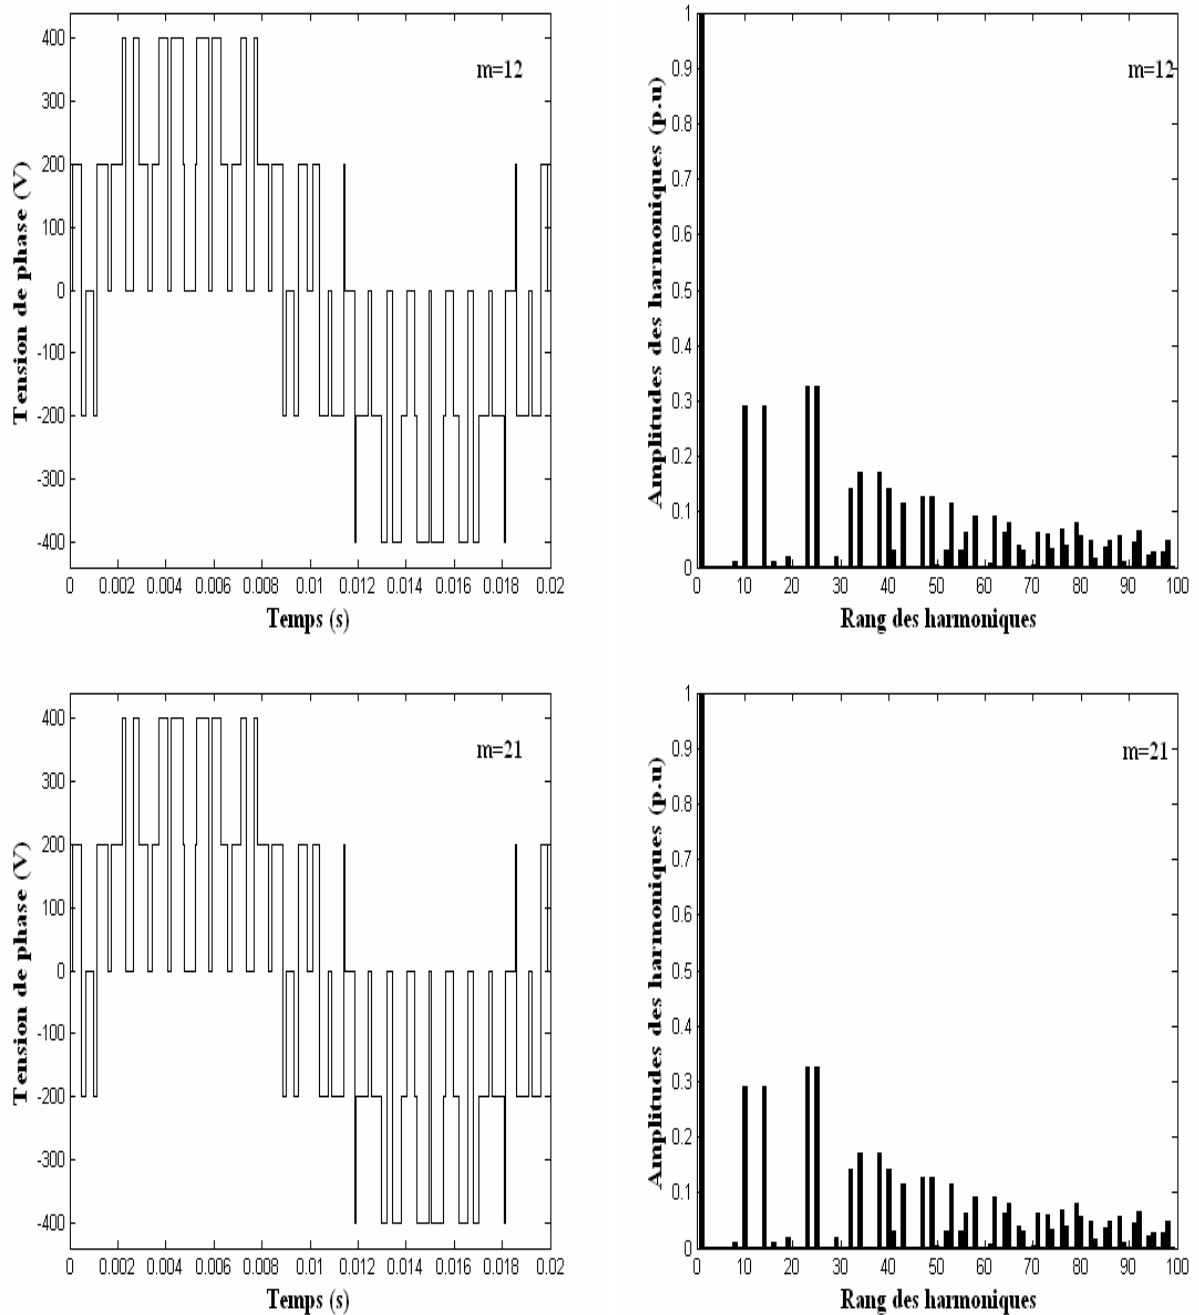 400
300
200
100
0
-100
-200
-300
-400
Tension de phase (V)
m=12
0 0.002 0.004 0.006 0.008 0.01 0.012 0.014 0.016 0.018 0.02
Temps (s)
1
0.9
0.8
0.7
0.6
0.5
0.4
0.3
0.2
0.1
0
Amplitudes des harmoniques (p.u)
m=12
0 10 20 30 40 50 60 70 80 90 100
Rang des harmoniques
400
300
200
100
0
-100
-200
-300
-400
Tension de phase (V)
m=21
0 0.002 0.004 0.006 0.008 0.01 0.012 0.014 0.016 0.018 0.02
Temps (s)
1
0.9
0.8
0.7
0.6
0.5
0.4
0.3
0.2
0.1
0
Amplitudes des harmoniques (p.u)
m=21
0 10 20 30 40 50 60 70 80 90 100
Rang des harmoniques